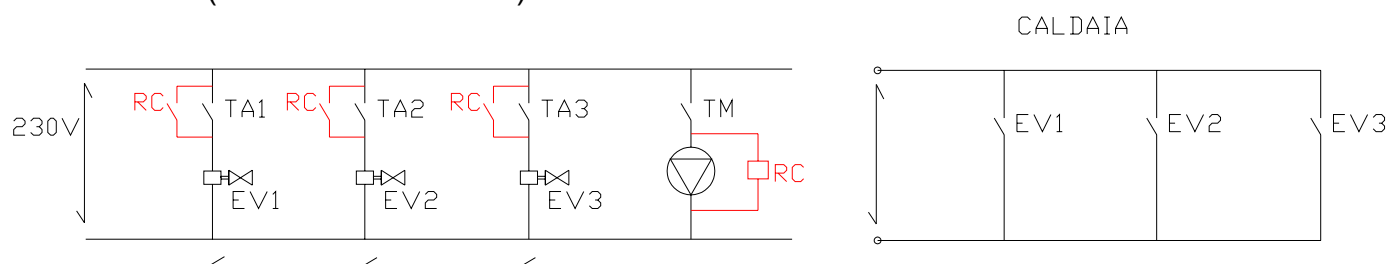 CALDAIA
RC TA1 RC TA2 RC TA3 TM
230V
EV1 EV2 EV3
RC
EV1 EV2 EV3